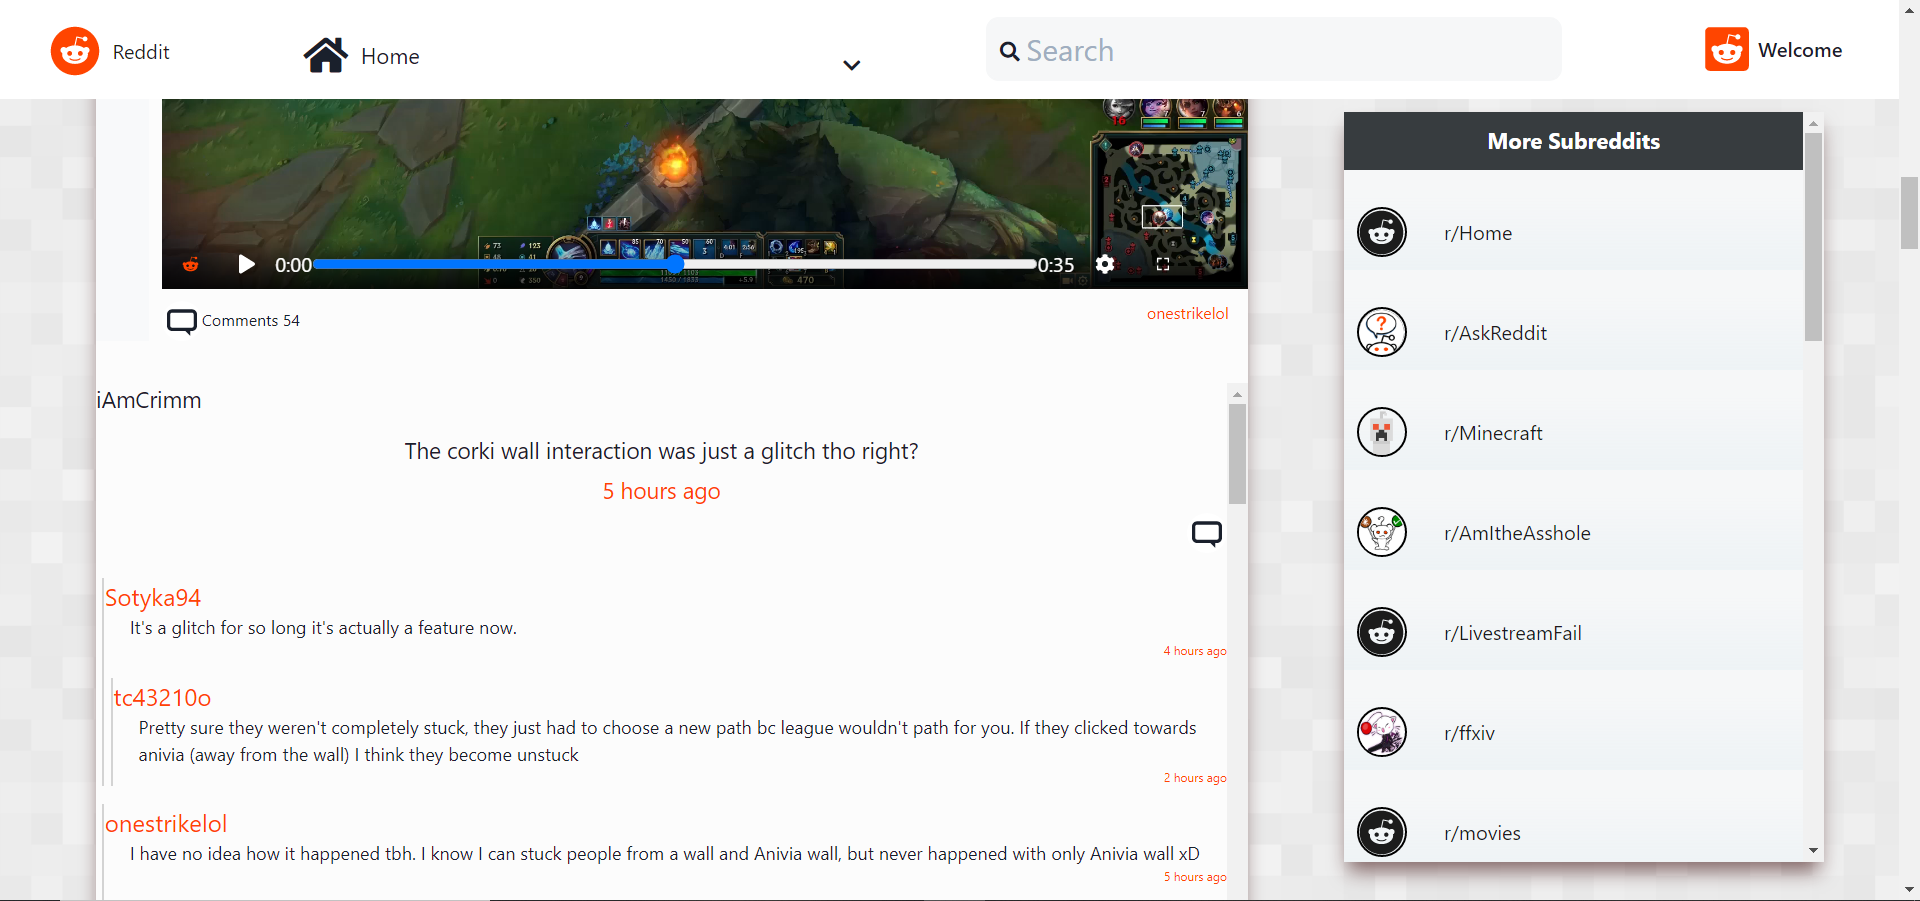 Reddit
Home
Search
Welcome
0:00
0:35
Comments 54
onestrikelol
iAmCrimm
The corki wall interaction was just a glitch tho right?
5 hours ago
Sotyka94
It's a glitch for so long it's actually a feature now.
4 hours ago
tc43210o
Pretty sure they weren't completely stuck, they just had to choose a new path bc league wouldn't path for you. If they clicked towards
anivia (away from the wall) I think they become unstuck
2 hours ago
onestrikelol
I have no idea how it happened tbh. I know I can stuck people from a wall and Anivia wall, but never happened with only Anivia wall xD
5 hours ago
More Subreddits
r/Home
r/AskReddit
r/Minecraft
r/AmItheAsshole
r/LivestreamFail
r/ffxiv
r/movies